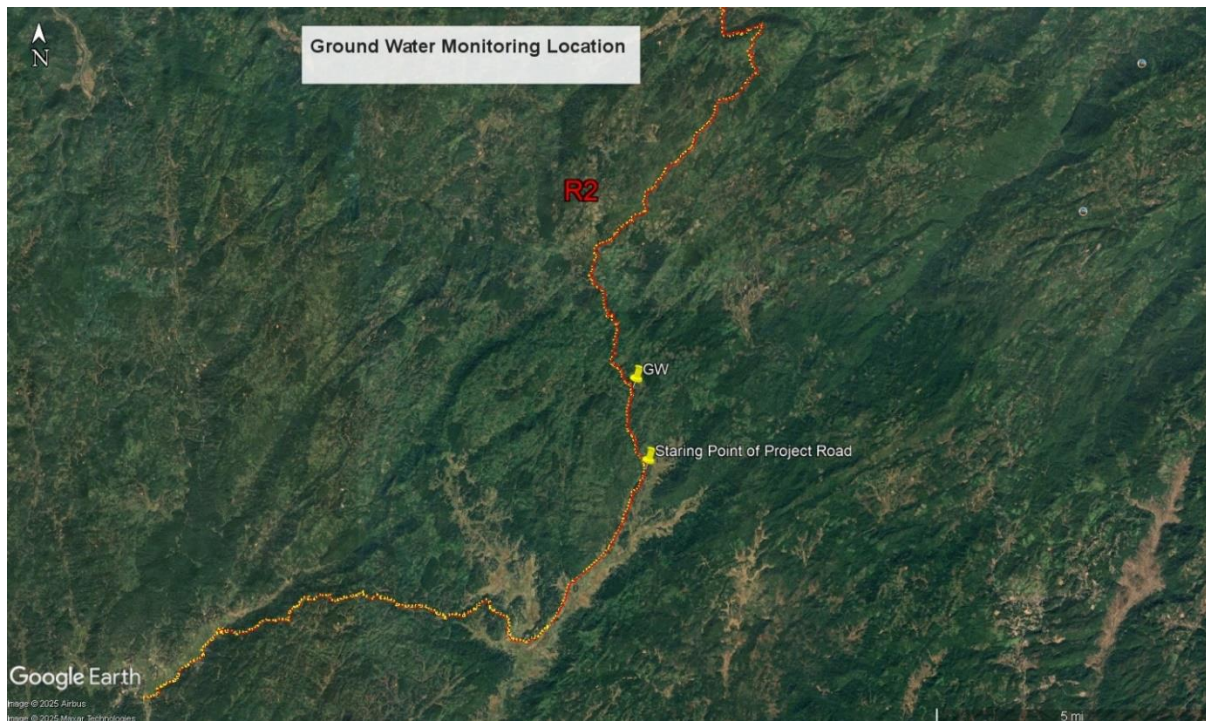 N
Ground Water Monitoring Location
R2
GW
Staring Point of Project Road
Google Earth
Image © 2025 Airbus
Image © 2025 Maxar Technologies
5 mi